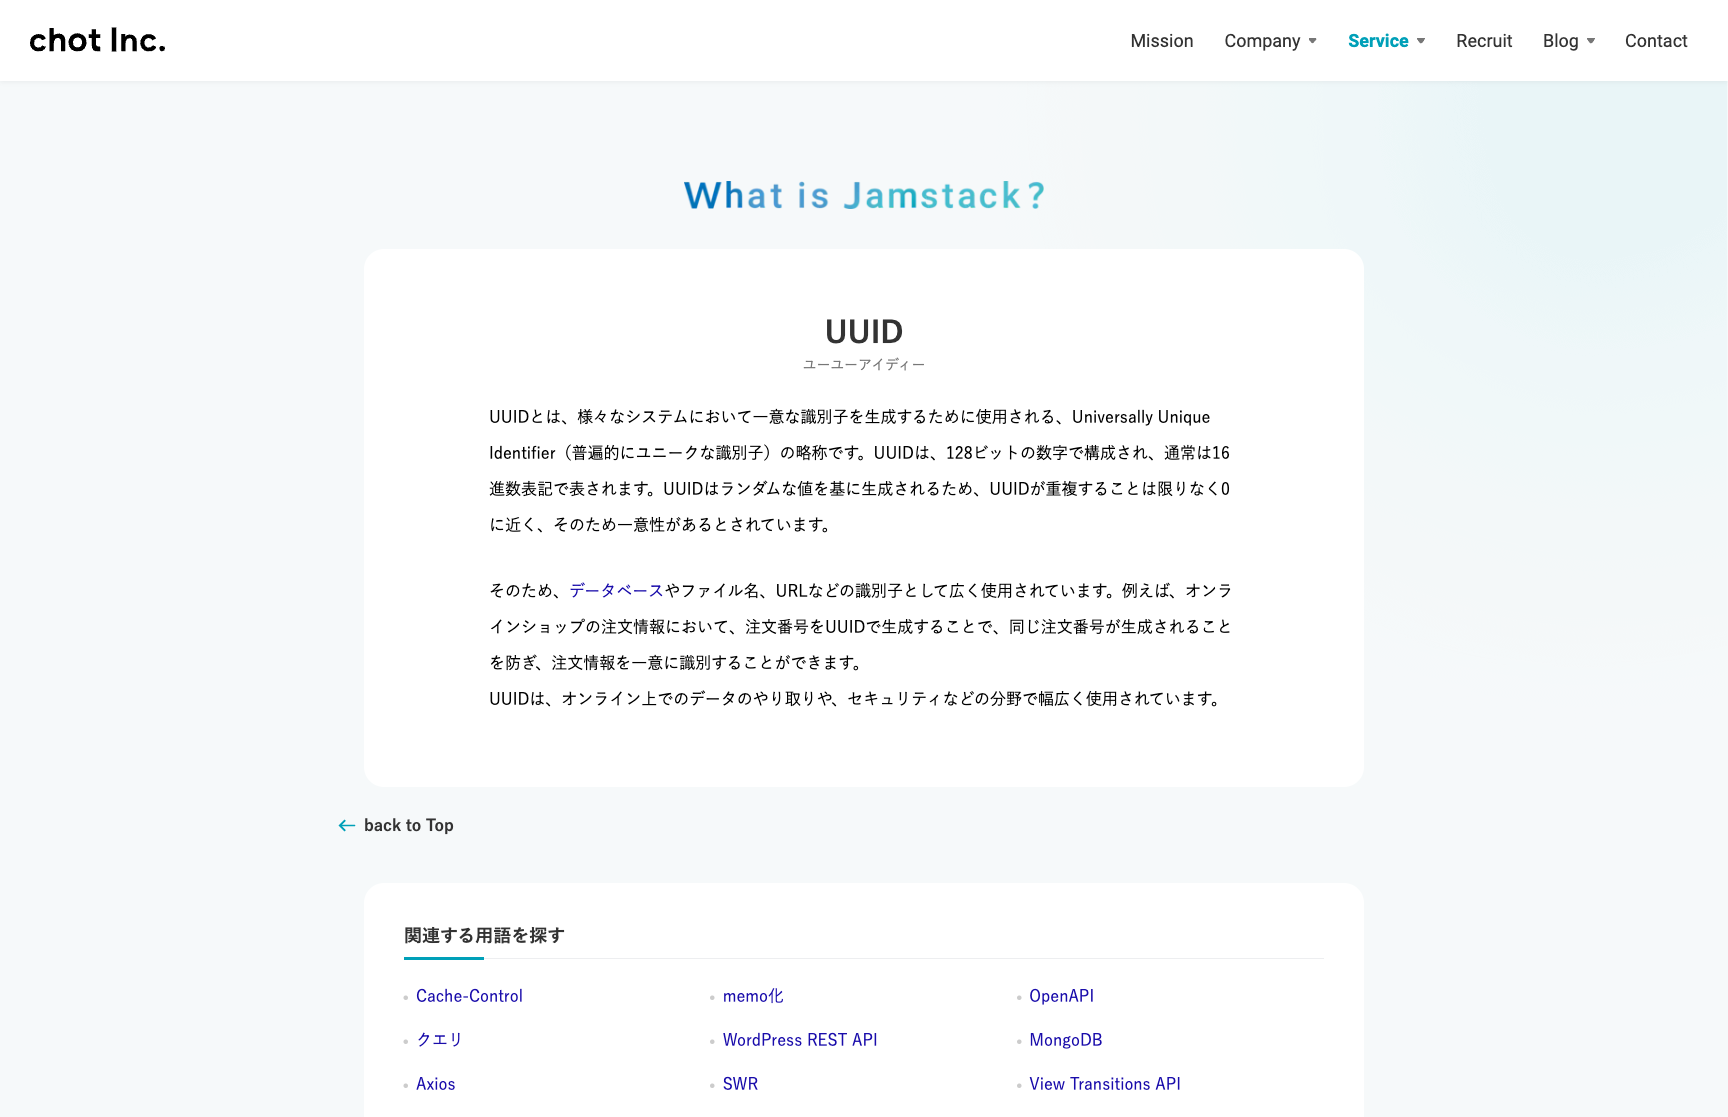 chot Inc.
Mission Company Service Recruit Blog Contact
What is Jamstack?
UUID
ユーユーアイディー
UUIDとは、様々なシステムにおいて一意な識別子を生成するために使用される、Universally Unique
Identifier（普遍的にユニークな識別子）の略称です。UUIDは、128ビットの数字で構成され、通常は16
進数表記で表されます。UUIDはランダムな値を基に生成されるため、UUIDが重複することは限りなく0
に近く、そのため一意性があるとされています。
そのため、データベースやファイル名、URLなどの識別子として広く使用されています。例えば、オンラ
インショップの注文情報において、注文番号をUUIDで生成することで、同じ注文番号が生成されること
を防ぎ、注文情報を一意に識別することができます。
UUIDは、オンライン上でのデータのやり取りや、セキュリティなどの分野で幅広く使用されています。
back to Top
関連する用語を探す
Cache-Control memo化 OpenAPI
クエリ WordPress REST API MongoDB
Axios SWR View Transitions API